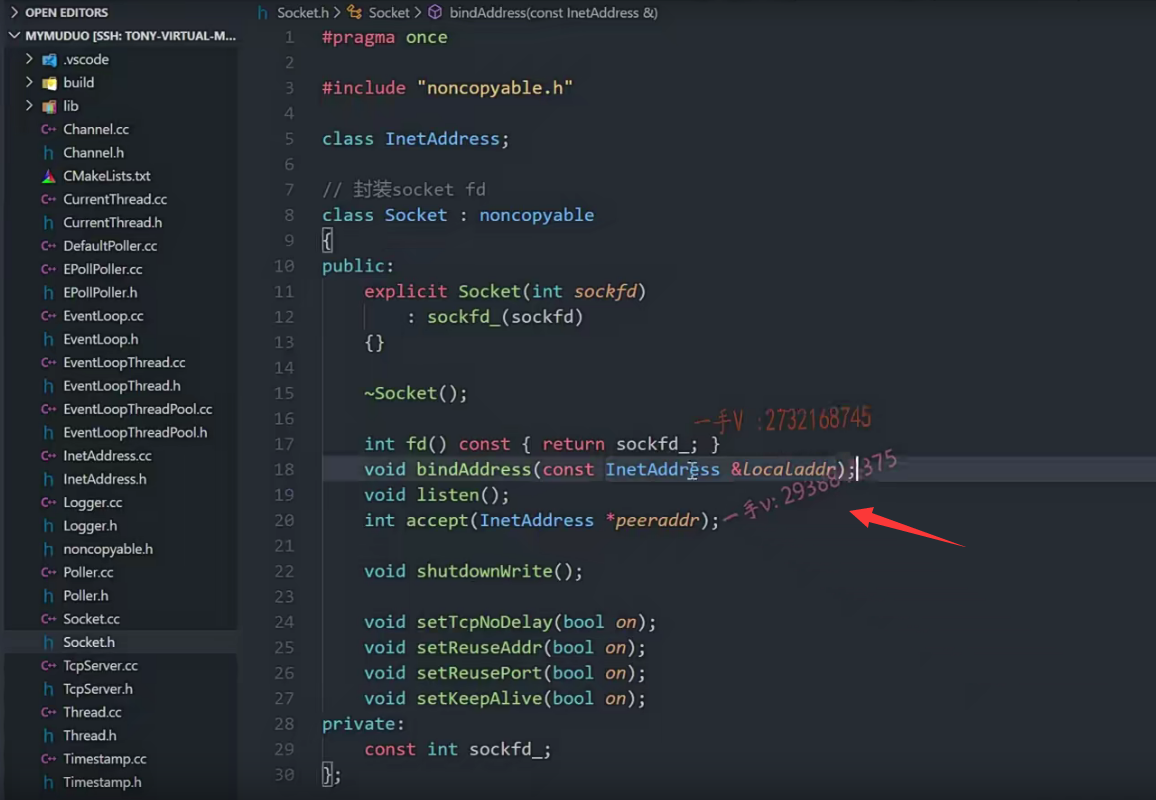 OPEN EDITORS
MYMUDUO [SSH: TONY-VIRTUAL-M...
.vscode
build
lib
Channel.cc
Channel.h
CMakeLists.txt
CurrentThread.cc
CurrentThread.h
DefaultPoller.cc
EPollPoller.cc
EPollPoller.h
EventLoop.cc
EventLoop.h
EventLoopThread.cc
EventLoopThread.h
EventLoopThreadPool.cc
EventLoopThreadPool.h
InetAddress.cc
InetAddress.h
Logger.cc
Logger.h
noncopyable.h
Poller.cc
Poller.h
Socket.cc
Socket.h
TcpServer.cc
TcpServer.h
Thread.cc
Thread.h
Timestamp.cc
Timestamp.h
Socket.h > Socket > bindAddress(const InetAddress &)
1 #pragma once
2
3 #include "noncopyable.h"
4
5 class InetAddress;
6
7 // 封装socket fd
8 class Socket : noncopyable
9 {
10 public:
11 explicit Socket(int sockfd)
12 : sockfd_(sockfd)
13 {}
14
15 ~Socket();
16
一手V :2732168745
17 int fd() const { return sockfd_; }
18 void bindAddress(const InetAddress &localaddr);
19 void listen();
20 int accept(InetAddress *peeraddr);
一手v:
21
22 void shutdownWrite();
23
24 void setTcpNoDelay(bool on);
25 void setReuseAddr(bool on);
26 void setReusePort(bool on);
27 void setKeepAlive(bool on);
28 private:
29 const int sockfd_;
30 };